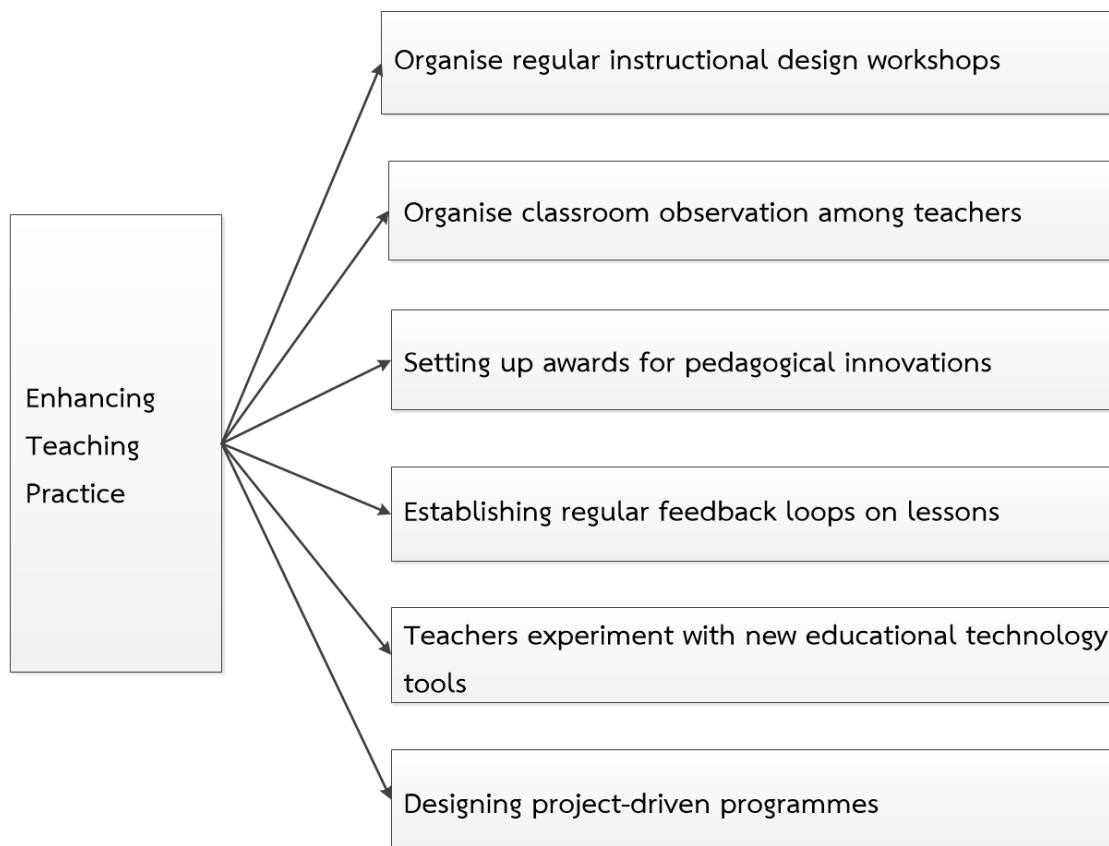 Organise regular instructional design workshops
Organise classroom observation among teachers
Enhancing
Teaching
Practice
Setting up awards for pedagogical innovations
Establishing regular feedback loops on lessons
Teachers experiment with new educational technology
tools
Designing project-driven programmes